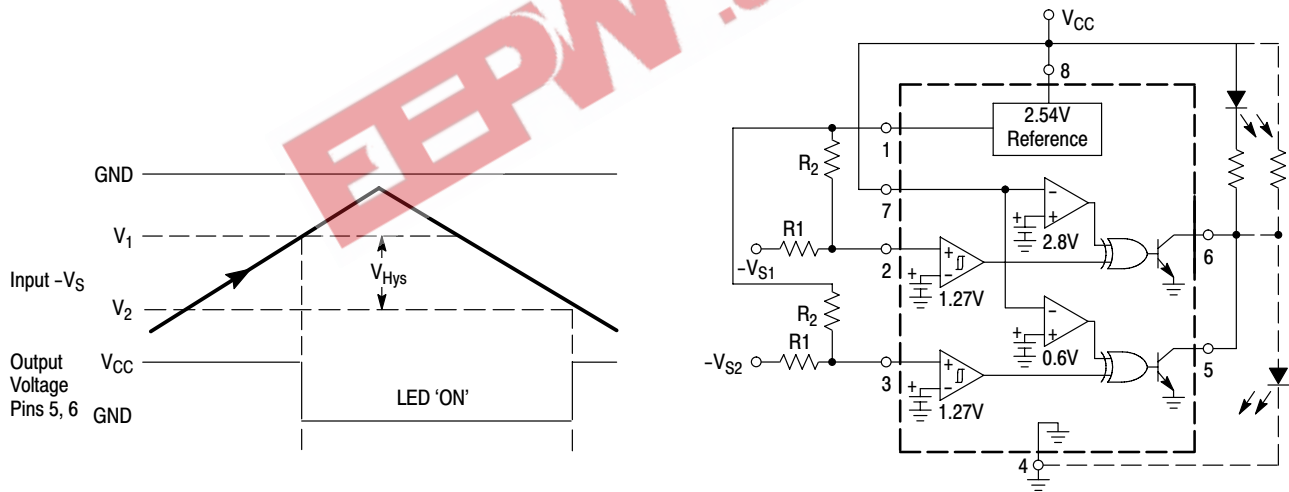 EEPW
GND
V1
Input –VS
VHys
V2
Output
Voltage
Pins 5, 6
VCC
GND
LED 'ON'
VCC
8
2.54V
Reference
1
R2
7
–
+
2.8V
R1
–VS1
2
+
–
+
1.27V
6
R2
–
+
0.6V
R1
–VS2
3
+
–
+
1.27V
5
4